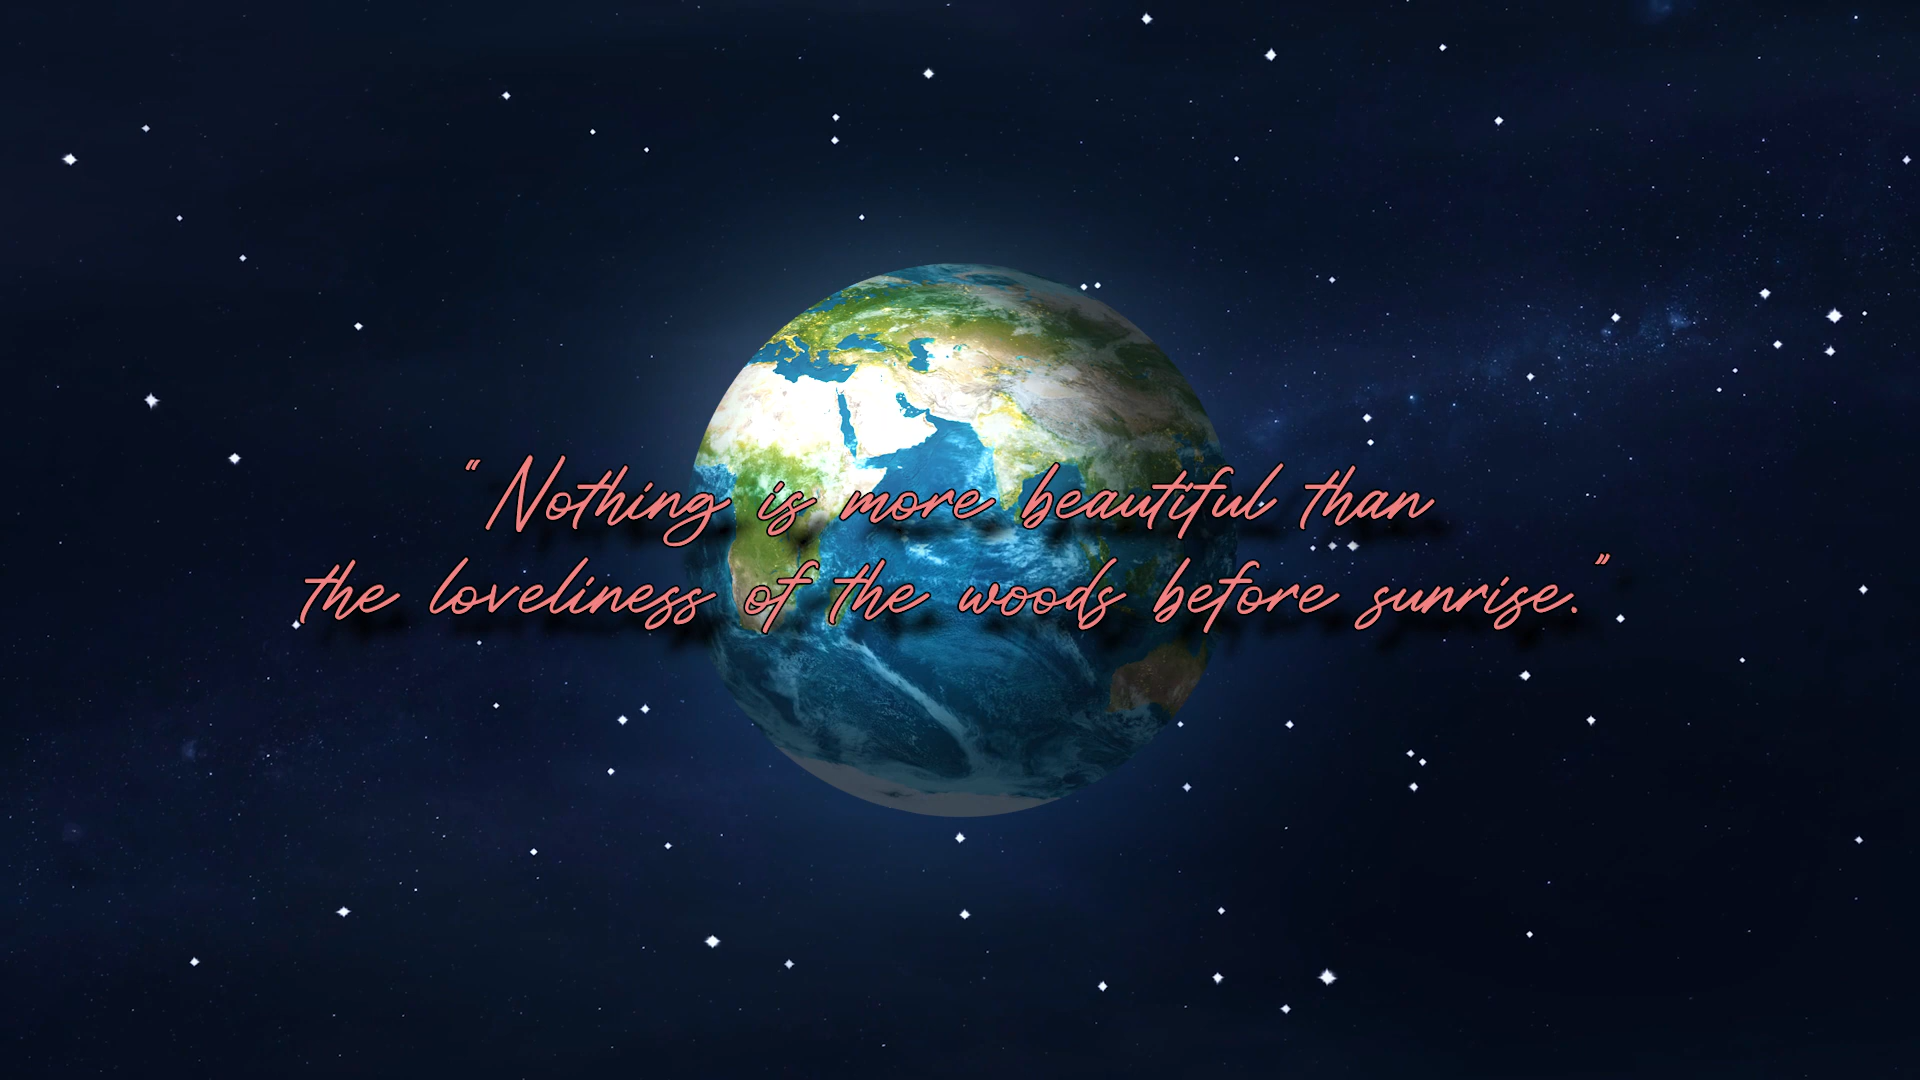 “Nothing is more beautiful than
the loveliness of the woods before sunrise.”